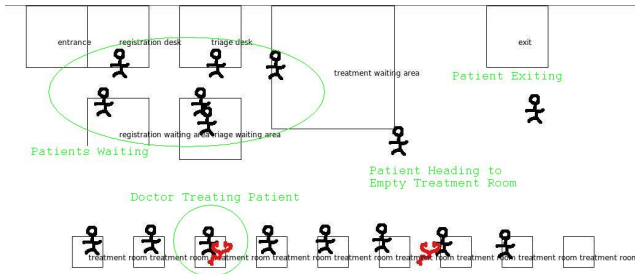 entrance
registration desk
triage desk
exit
treatment waiting area
Patient Exiting
registration waiting area triage waiting area
Patients Waiting
Patient Heading to
Empty Treatment Room
Doctor Treating Patient
treatment room treatment room treatment room treatment room treatment room treatment room treatment room treatment room treatment room